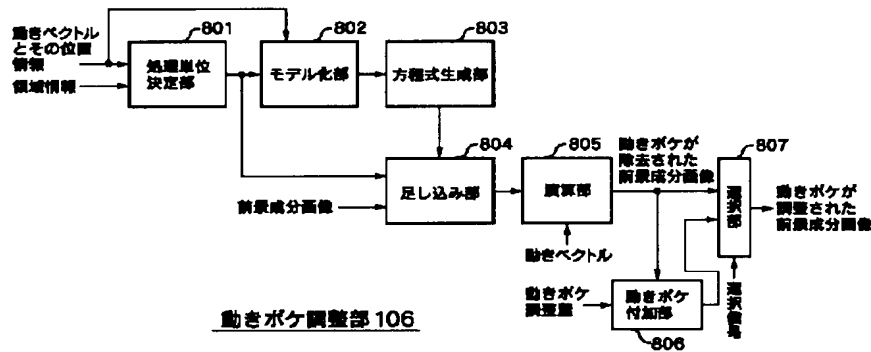 動きベクトル
とその位置
情報
領域情報
801
処理単位
決定部
802
モデル化部
803
方程式生成部
804
足し込み部
前景成分画像
805
演算部
動きベクトル
動きボケが
除去された
前景成分画像
動きボケ
調整量
動きボケ
付加部
806
807
選択部
選択信号
動きボケが
調整された
前景成分画像
動きボケ調整部 106